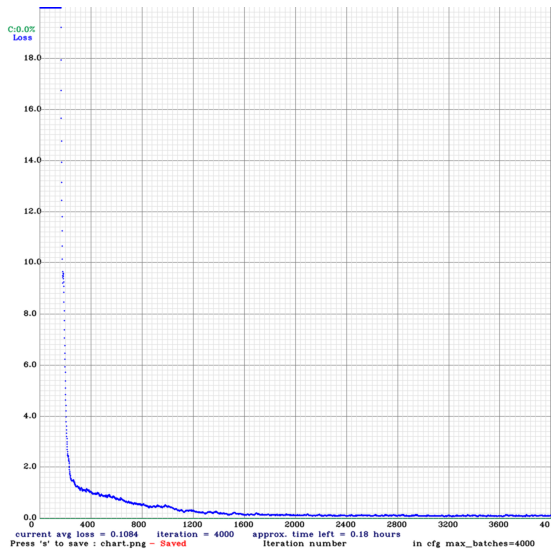 C:0.0%
Loss
18.0
16.0
14.0
12.0
10.0
8.0
6.0
4.0
2.0
0.0
0 400 800 1200 1600 2000 2400 2800 3200 3600 40
current avg loss = 0.1084 iteration = 4000 approx. time left = 0.18 hours
Press 's' to save : chart.png - Saved Iteration number in cfg max_batches=4000